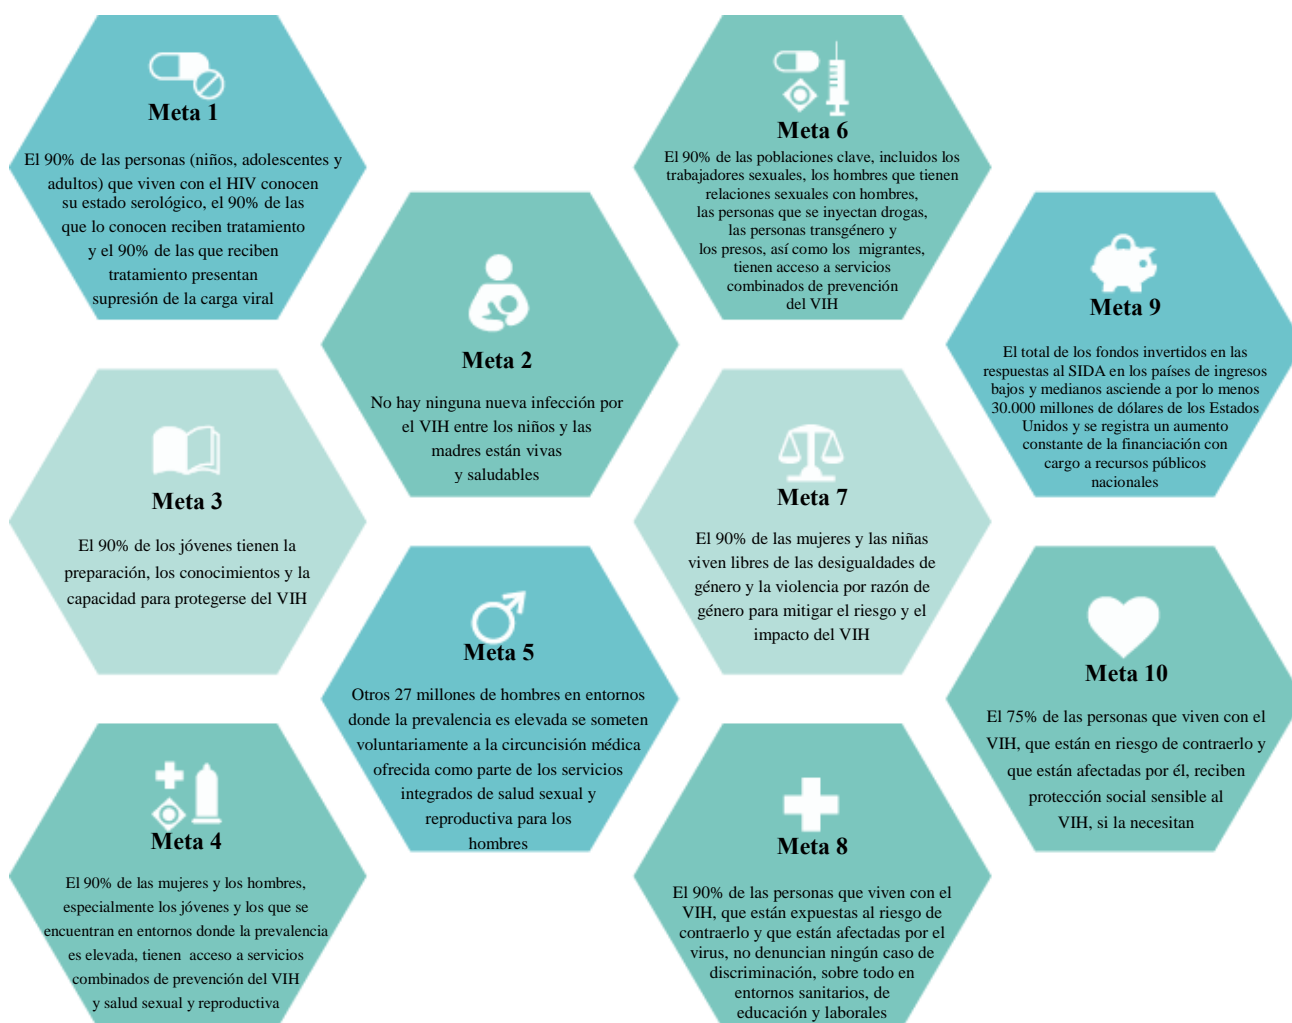 Meta 1
El 90% de las personas (niños, adolescentes y
adultos) que viven con el HIV conocen
su estado serológico, el 90% de las
que lo conocen reciben tratamiento
y el 90% de las que reciben
tratamiento presentan
supresión de la carga viral
Meta 2
No hay ninguna nueva infección por
el VIH entre los niños y las
madres están vivas
y saludables
Meta 3
El 90% de los jóvenes tienen la
preparación, los conocimientos y la
capacidad para protegerse del VIH
Meta 4
El 90% de las mujeres y los hombres,
especialmente los jóvenes y los que se
encuentran en entornos donde la prevalencia
es elevada, tienen acceso a servicios
combinados de prevención del VIH
y salud sexual y reproductiva
Meta 5
Otros 27 millones de hombres en entornos
donde la prevalencia es elevada se someten
voluntariamente a la circuncisión médica
ofrecida como parte de los servicios
integrados de salud sexual y
reproductiva para los
hombres
Meta 6
El 90% de las poblaciones clave, incluidos los
trabajadores sexuales, los hombres que tienen
relaciones sexuales con hombres,
las personas que se inyectan drogas,
las personas transgénero y
los presos, así como los migrantes,
tienen acceso a servicios
combinados de prevención
del VIH
Meta 7
El 90% de las mujeres y las niñas
viven libres de las desigualdades de
género y la violencia por razón de
género para mitigar el riesgo y el
impacto del VIH
Meta 8
El 90% de las personas que viven con el
VIH, que están expuestas al riesgo de
contraerlo y que están afectadas por el
virus, no denuncian ningún caso de
discriminación, sobre todo en
entornos sanitarios, de
educación y laborales
Meta 9
El total de los fondos invertidos en las
respuestas al SIDA en los países de ingresos
bajos y medianos asciende a por lo menos
30.000 millones de dólares de los Estados
Unidos y se registra un aumento
constante de la financiación con
cargo a recursos públicos
nacionales
Meta 10
El 75% de las personas que viven con el
VIH, que están en riesgo de contraerlo y
que están afectadas por él, reciben
protección social sensible al
VIH, si la necesitan